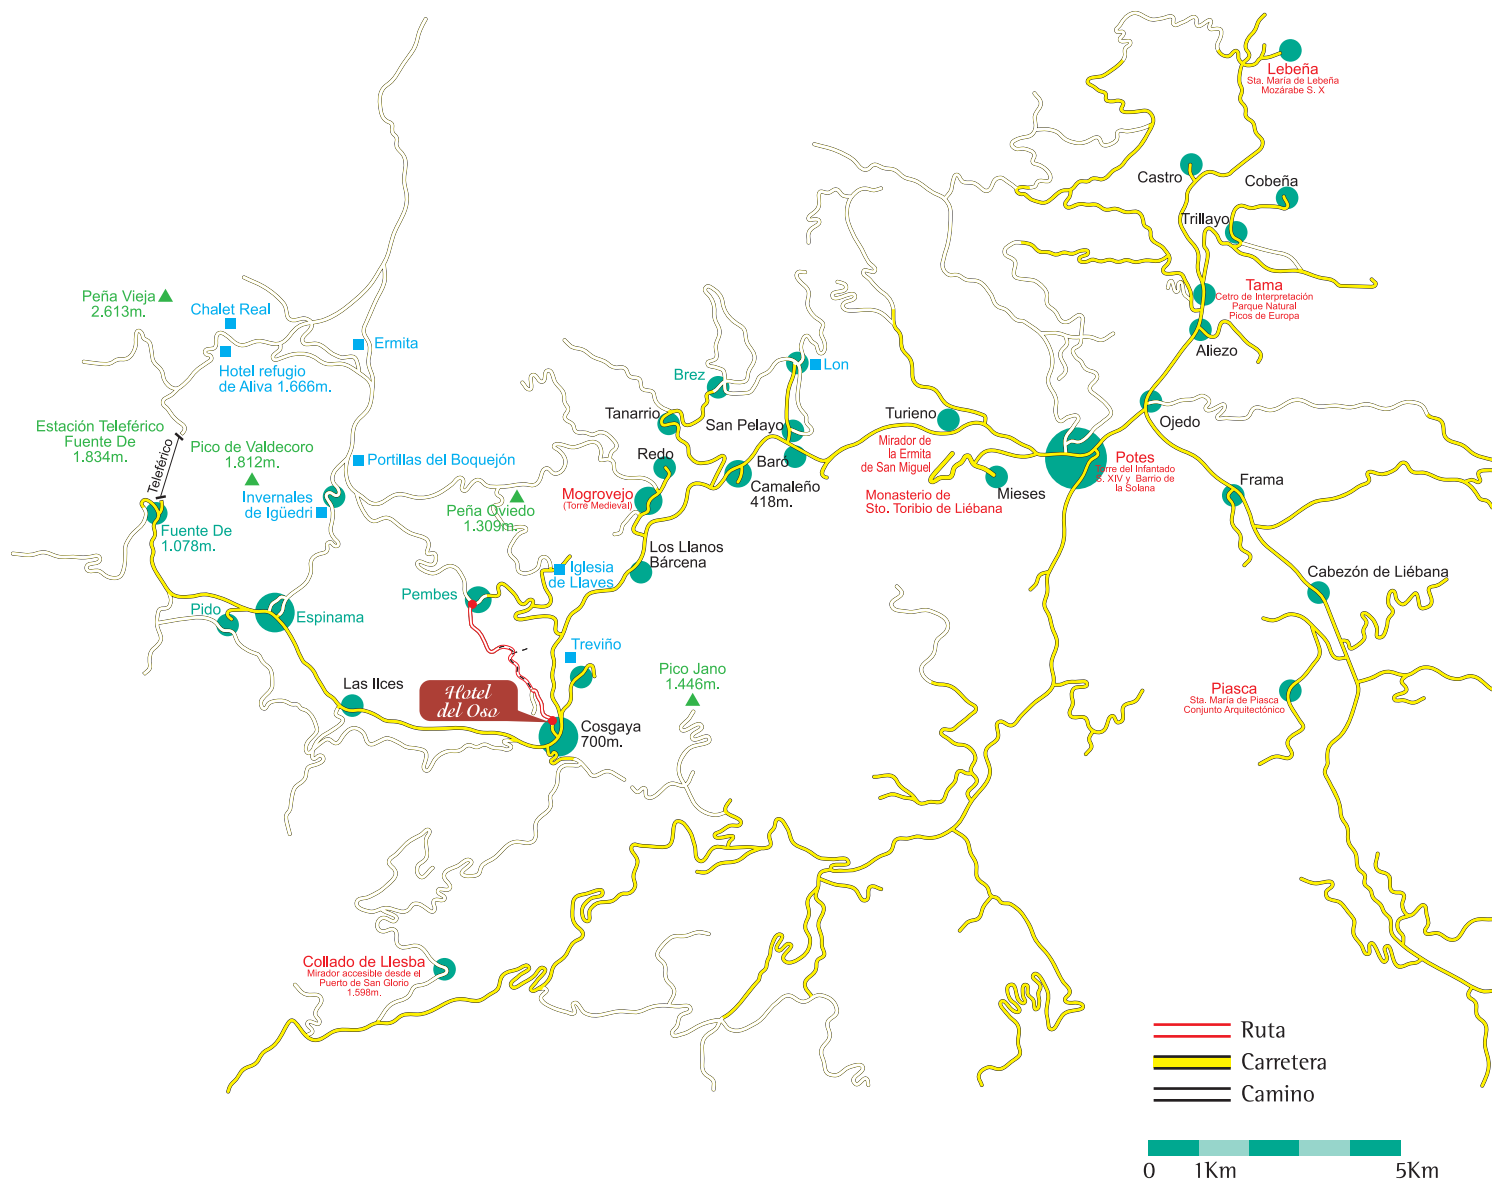 Lebeña
Sta. María de Lebeña
Mozárabe S. X
Castro
Cobeña
Trillayo
Tama
Cetro de Interpretación
Parque Natural
Picos de Europa
Aliezo
Peña Vieja
2.613m.
Chalet Real
Ermita
Hotel refugio
de Aliva 1.666m.
Lon
Brez
Estación Teleférico
Fuente De
1.834m.
Teleférico
Pico de Valdecoro
1.812m.
Portillas del Boquejón
Invernales
de Igüedri
Fuente De
1.078m.
Tanarrio
San Pelayo
Turieno
Ojedo
Redo
Baró
Camaleño
418m.
Mirador de
la Ermita
de San Miguel
Monasterio de
Sto. Toribio de Liébana
Mieses
Potes
Torre del Infantado
S. XIV y Barrio de
la Solana
Frama
Mogrovejo
(Torre Medieval)
Peña Oviedo
1.309m.
Los Llanos
Bárcena
Iglesia
de Llaves
Cabezón de Liébana
Pembes
Pido
Espinama
Treviño
Pico Jano
1.446m.
Las Ilces
Hotel
del Oso
Cosgaya
700m.
Piasca
Sta. María de Piasca
Conjunto Arquitectónico
Collado de Llesba
Mirador accesible desde el
Puerto de San Glorio
1.598m.
Ruta
Carretera
Camino
0 1Km 5Km